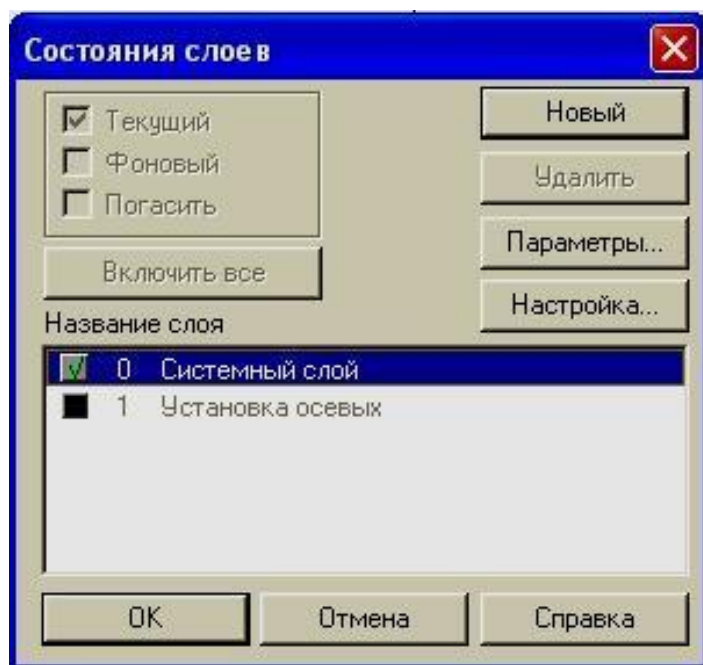 Состояния слоев
Текущий
Фоновый
Погасить
Включить все
Новый
Удалить
Параметры...
Настройка...
Название слоя
0 Системный слой
1 Установка осевых
OK
Отмена
Справка